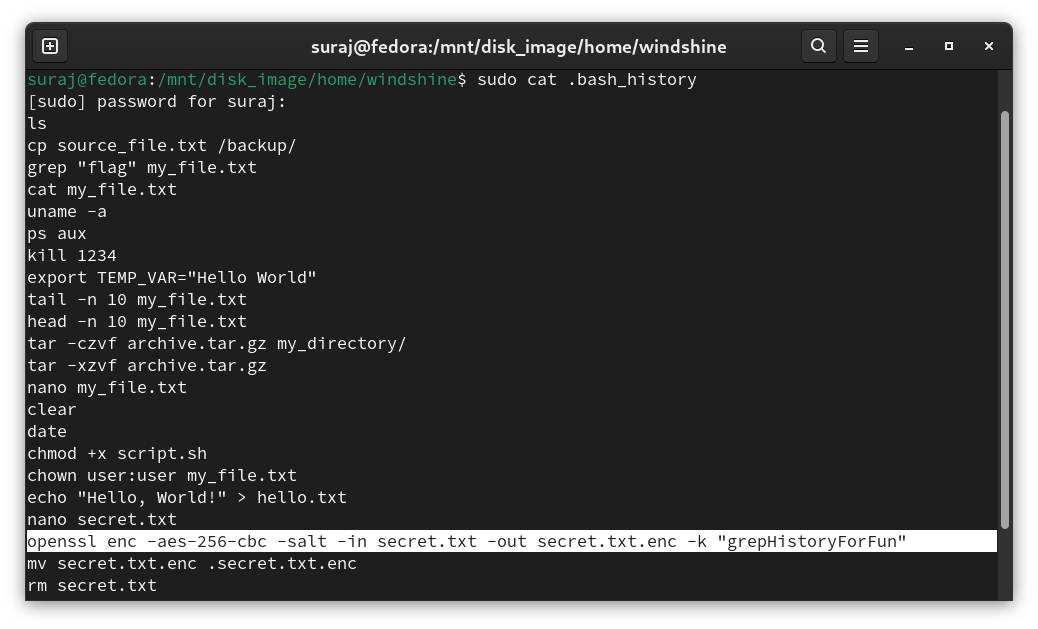 suraj@fedora:/mnt/disk_image/home/windshine
suraj@fedora:/mnt/disk_image/home/windshine$ sudo cat .bash_history
[sudo] password for suraj:
ls
cp source_file.txt /backup/
grep "flag" my_file.txt
cat my_file.txt
uname -a
ps aux
kill 1234
export TEMP_VAR="Hello World"
tail -n 10 my_file.txt
head -n 10 my_file.txt
tar -czvf archive.tar.gz my_directory/
tar -xzvf archive.tar.gz
nano my_file.txt
clear
date
chmod +x script.sh
chown user:user my_file.txt
echo "Hello, World!" > hello.txt
nano secret.txt
openssl enc -aes-256-cbc -salt -in secret.txt -out secret.txt.enc -k "grepHistoryForFun"
mv secret.txt.enc .secret.txt.enc
rm secret.txt